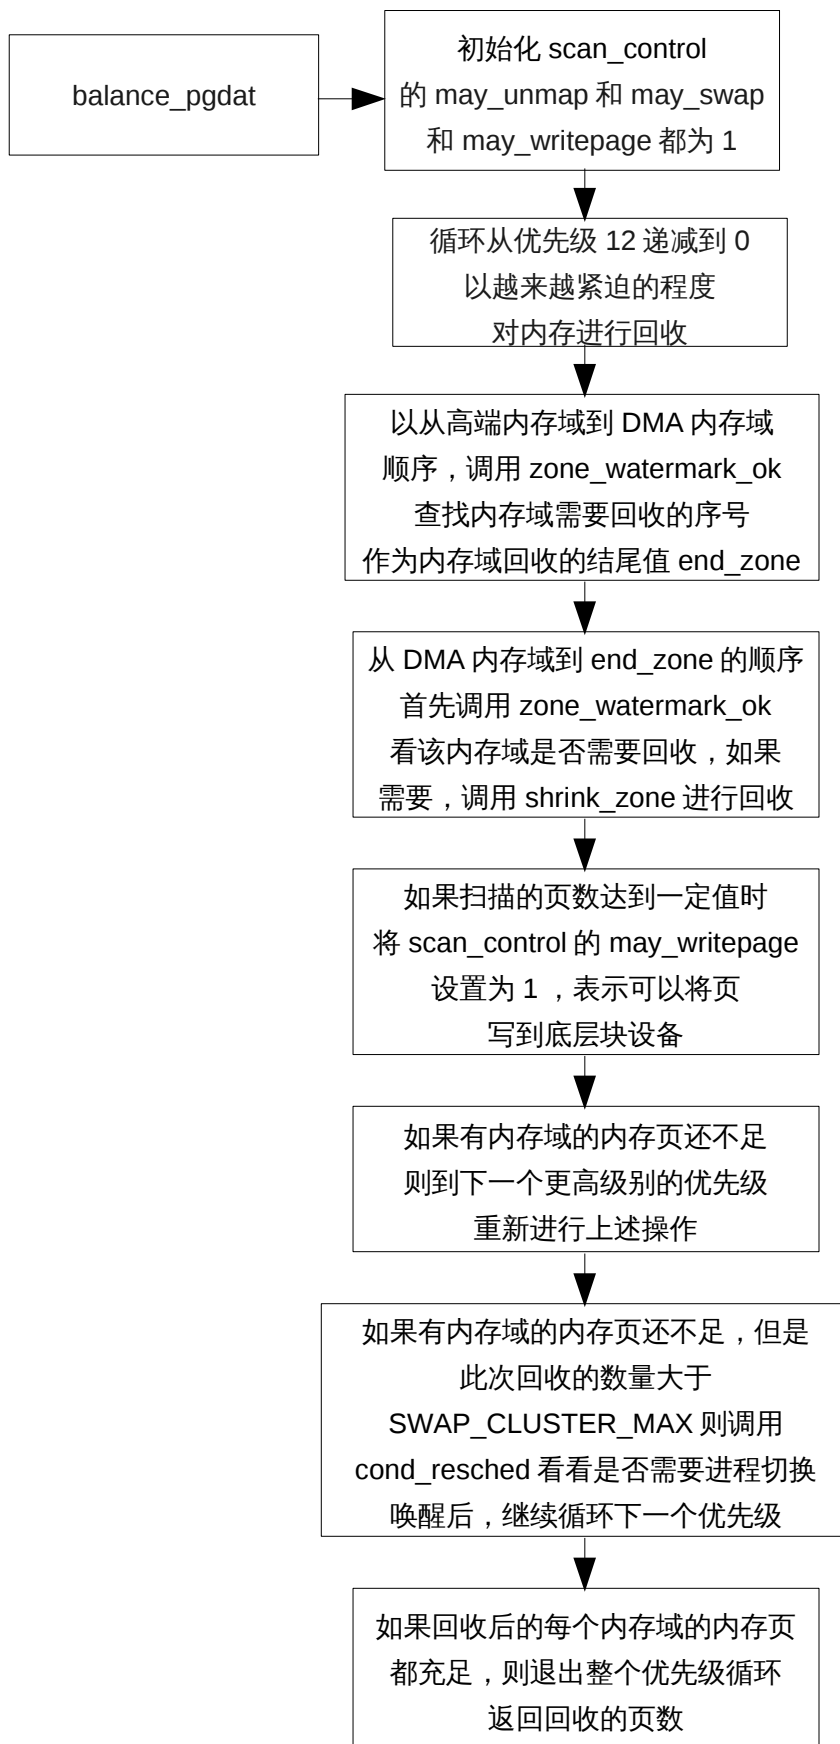 balance_pgdat
初始化 scan_control
的 may_unmap 和 may_swap
和 may_writepage 都为 1
循环从优先级 12 递减到 0
以越来越紧迫的程度
对内存进行回收
以从高端内存域到 DMA 内存域
顺序，调用 zone_watermark_ok
查找内存域需要回收的序号
作为内存域回收的结尾值 end_zone
从 DMA 内存域到 end_zone 的顺序
首先调用 zone_watermark_ok
看该内存域是否需要回收，如果
需要，调用 shrink_zone 进行回收
如果扫描的页数达到一定值时
将 scan_control 的 may_writepage
设置为 1 ，表示可以将页
写到底层块设备
如果有内存域的内存页还不足
则到下一个更高级别的优先级
重新进行上述操作
如果有内存域的内存页还不足，但是
此次回收的数量大于
SWAP_CLUSTER_MAX 则调用
cond_resched 看看是否需要进程切换
唤醒后，继续循环下一个优先级
如果回收后的每个内存域的内存页
都充足，则退出整个优先级循环
返回回收的页数